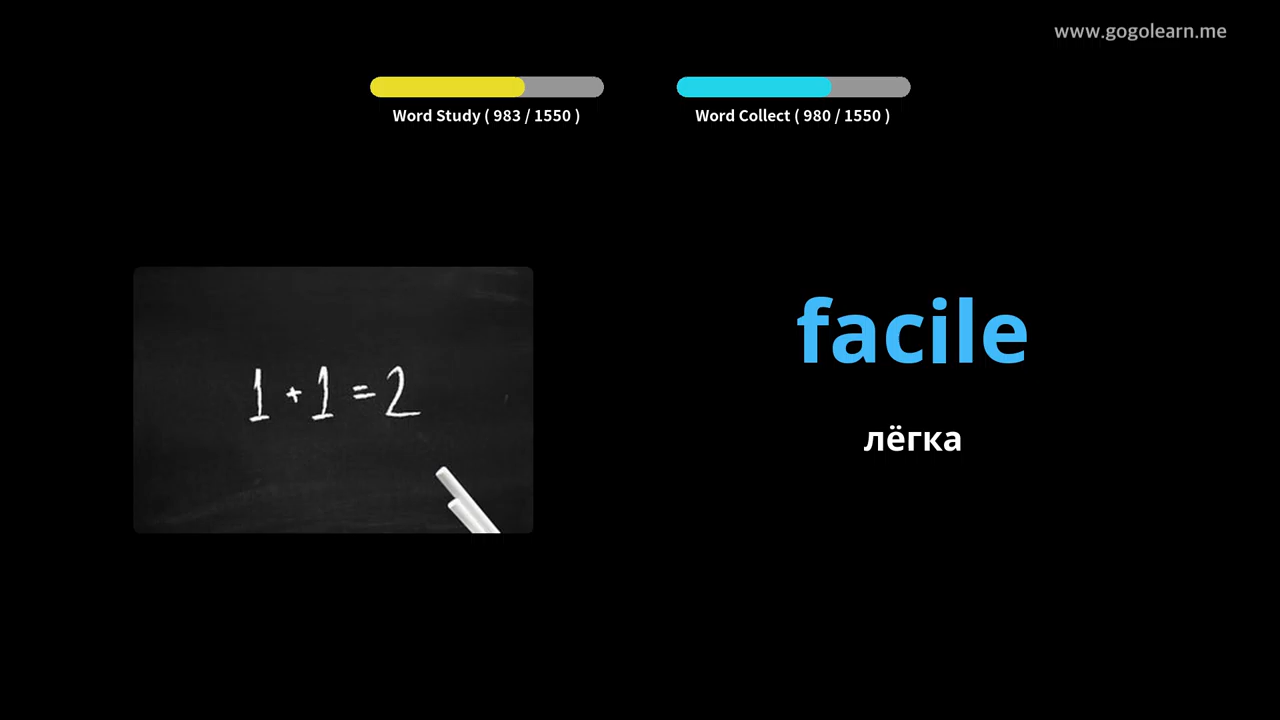 www.gogolearn.me
Word Study ( 983 / 1550 )
Word Collect ( 980 / 1550 )
1 + 1 = 2
facile
лёгка